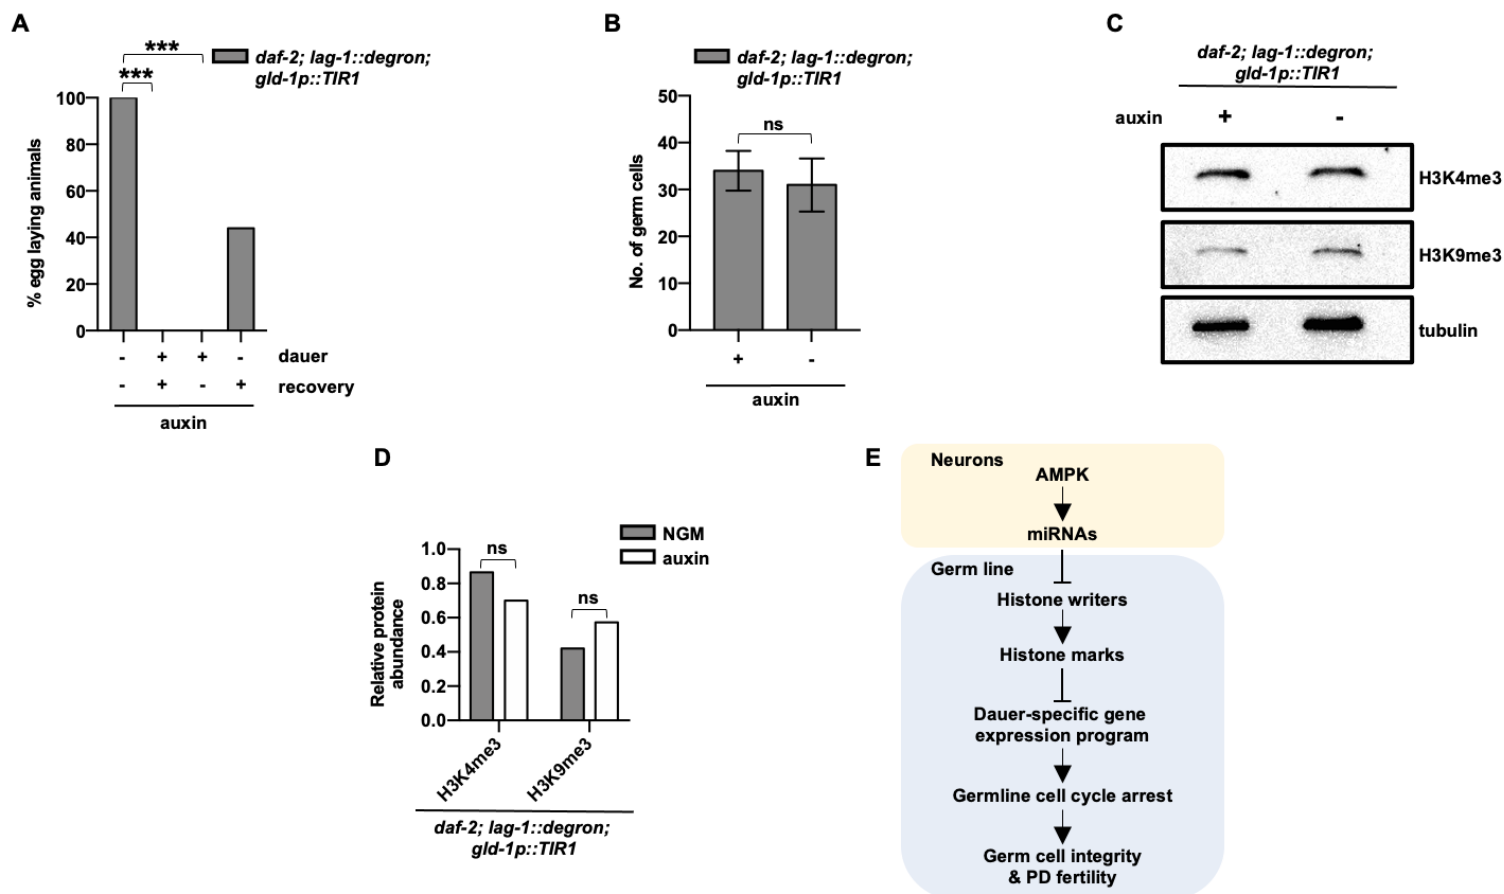 A
***
***
daf-2; lag-1::degron;
gld-1p::TIR1
100
80
60
40
20
0
% egg laying animals
- + + - dauer
- + - + recovery
auxin
B
daf-2; lag-1::degron;
gld-1p::TIR1
50
40
30
20
10
0
No. of germ cells
ns
+ -
auxin
C
daf-2; lag-1::degron;
gld-1p::TIR1
auxin + -
H3K4me3
H3K9me3
tubulin
D
NGM
auxin
1.0
0.8
0.6
0.4
0.2
0.0
Relative protein
abundance
ns
ns
H3K4me3
H3K9me3
daf-2; lag-1::degron;
gld-1p::TIR1
E
Neurons
AMPK
miRNAs
Germ line
Histone writers
Histone marks
Dauer-specific gene
expression program
Germline cell cycle arrest
Germ cell integrity
& PD fertility